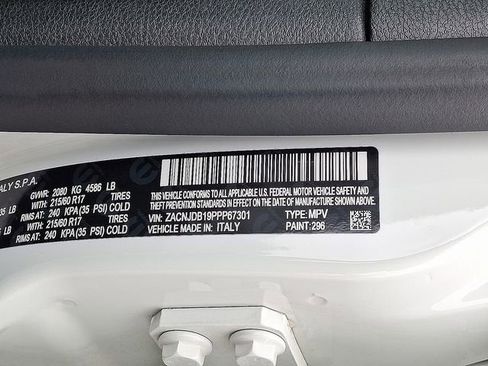 ALY S.P.A.
GVWR: 2080 KG 4586 LB
WITH: 215/60 R17 TIRES
RIMS AT: 240 KPA(35 PSI) COLD
LB WITH: 215/60 R17
RIMS AT: 240 KPA(35 PSI) COLD
THIS VEHICLE CONFORMS TO ALL APPLICABLE U.S. FEDERAL MOTOR VEHICLE SAFETY, BUMPER,
AND THEFT PREVENTION STANDARDS IN EFFECT ON THE DATE OF MANUFACTURE SHOWN ABOVE.
VIN: ZACNJDB19PPP67301 TYPE: MPV
VEHICLE MADE IN: ITALY PAINT: 296